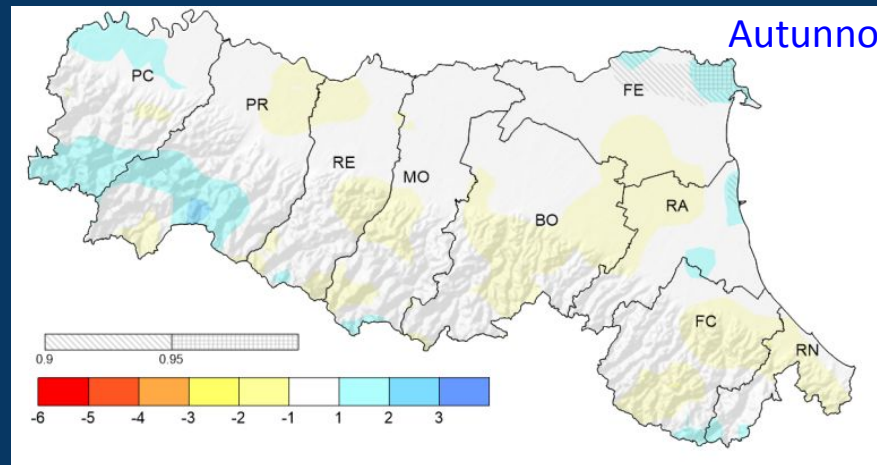 Autunno
PC
PR
RE
MO
BO
FE
RA
FC
RN
0.9 0.95
-6 -5 -4 -3 -2 -1 1 2 3